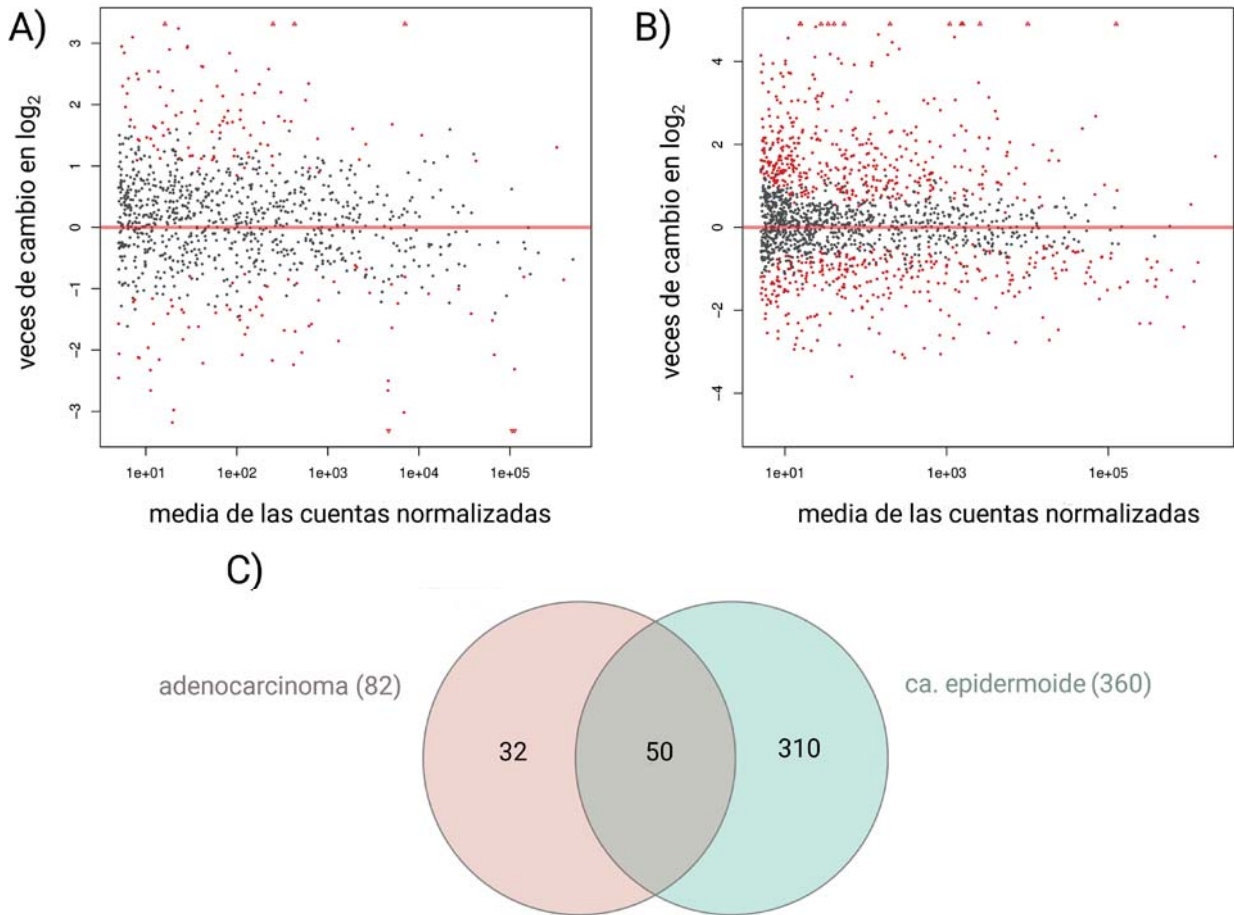 A)
3
2
1
0
−1
−2
−3
veces de cambio en log2
1e+01 1e+02 1e+03 1e+04 1e+05
media de las cuentas normalizadas
B)
4
2
0
−2
−4
veces de cambio en log2
1e+01 1e+03 1e+05
media de las cuentas normalizadas
C)
adenocarcinoma (82)
32 50 310
ca. epidermoide (360)